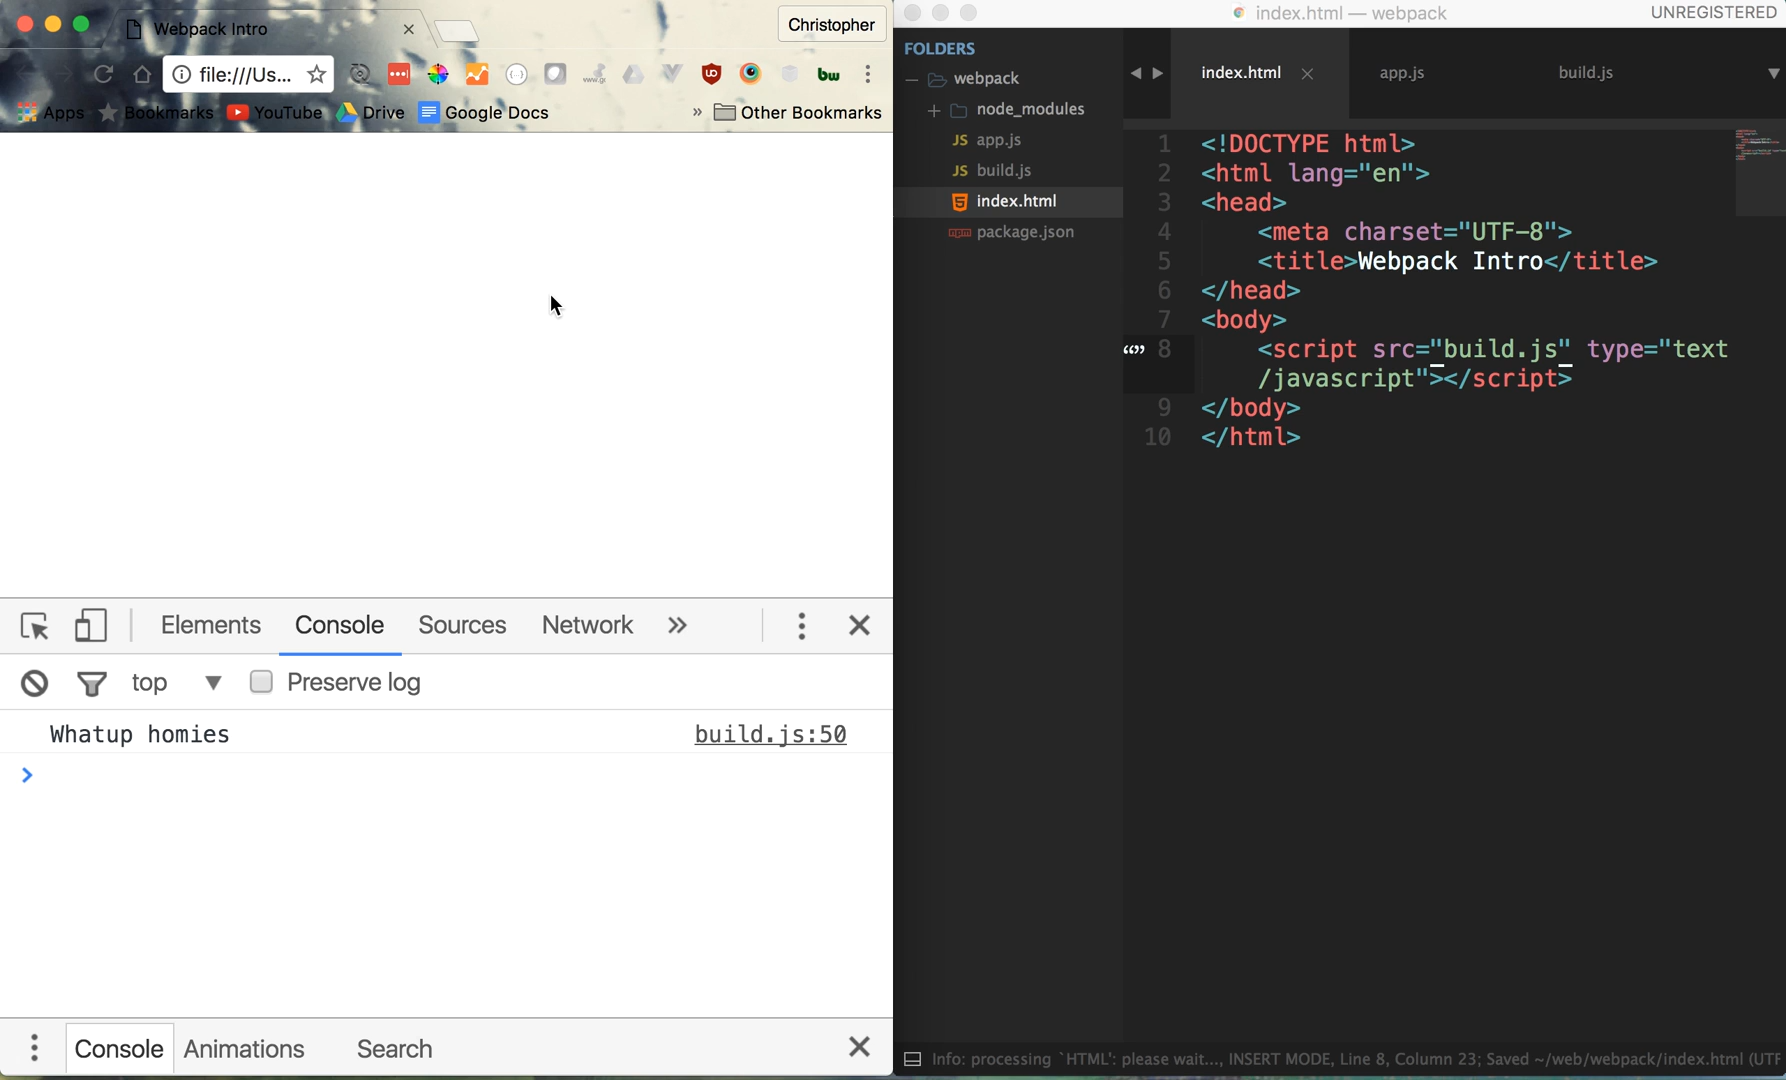 Webpack Intro
Christopher
file:///Us...
Apps
Bookmarks
YouTube
Drive
Google Docs
»
Other Bookmarks
Elements
Console
Sources
Network
»
top
Preserve log
Whatup homies
build.js:50
>
Console
Animations
Search
index.html — webpack
UNREGISTERED
FOLDERS
webpack
node_modules
JS app.js
JS build.js
index.html
npm package.json
index.html
app.js
build.js
1 <!DOCTYPE html>
2 <html lang="en">
3 <head>
4 <meta charset="UTF-8">
5 <title>Webpack Intro</title>
6 </head>
7 <body>
8 <script src="build.js" type="text
/javascript"></script>
9 </body>
10 </html>
Info: processing `HTML': please wait..., INSERT MODE, Line 8, Column 23; Saved ~/web/webpack/index.html (UTF